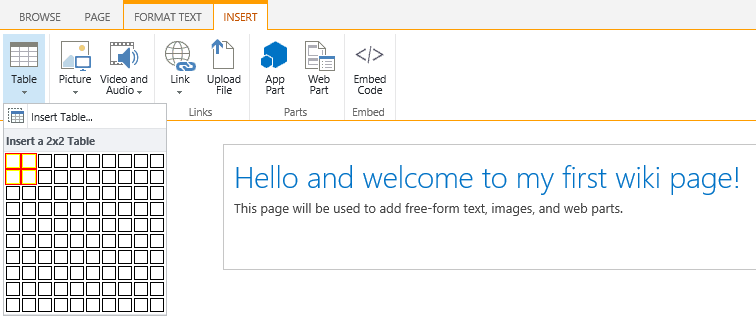 BROWSE PAGE FORMAT TEXT INSERT
Table Picture Video and Audio Link Upload File App Part Web Part Embed Code
Links Parts Embed
Insert Table...
Insert a 2x2 Table
Hello and welcome to my first wiki page!
This page will be used to add free-form text, images, and web parts.